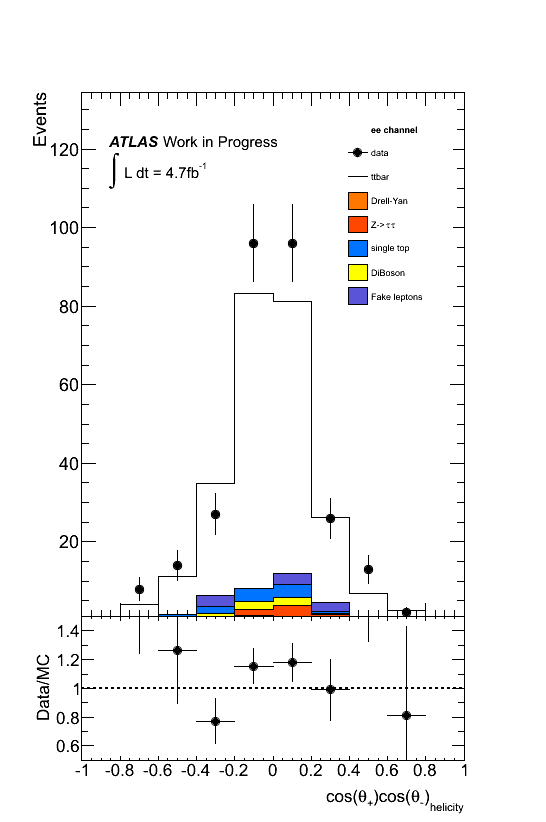 Events
ATLAS Work in Progress
∫ L dt = 4.7fb⁻¹
ee channel
data
ttbar
Drell-Yan
Z->ττ
single top
DiBoson
Fake leptons
120
100
80
60
40
20
Data/MC
1.4
1.2
1
0.8
0.6
-1 -0.8 -0.6 -0.4 -0.2 0 0.2 0.4 0.6 0.8 1
cos(θ₊)cos(θ₋)helicity